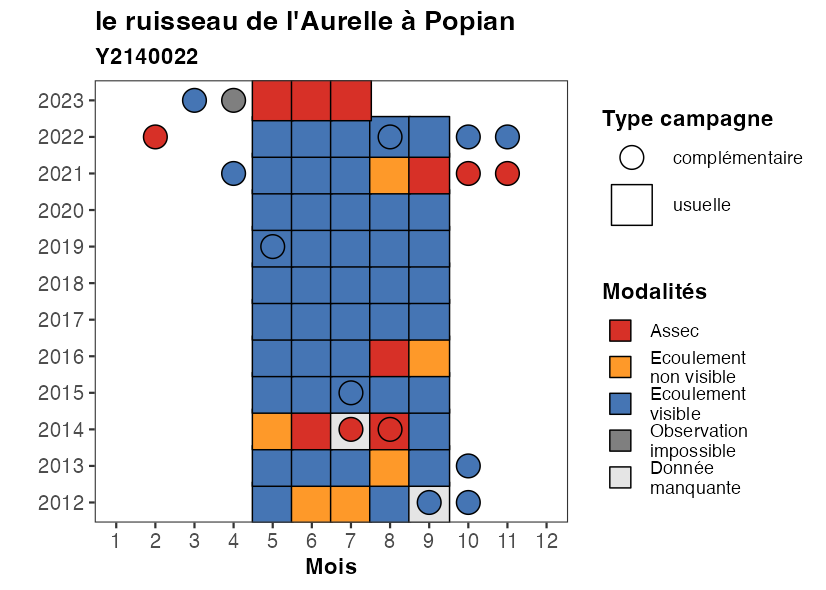 le ruisseau de l'Aurelle à Popian
Y2140022
2023
2022
2021
2020
2019
2018
2017
2016
2015
2014
2013
2012
1 2 3 4 5 6 7 8 9 10 11 12
Mois
Type campagne
complémentaire
usuelle
Modalités
Assec
Ecoulement
non visible
Ecoulement
visible
Observation
impossible
Donnée
manquante